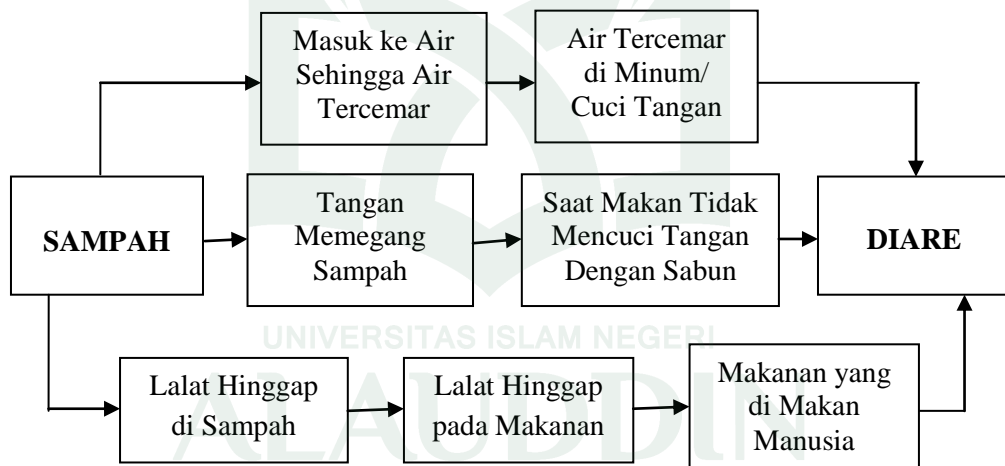 Masuk ke Air
Sehingga Air
Tercemar
Air Tercemar
di Minum/
Cuci Tangan
SAMPAH
Tangan
Memegang
Sampah
Saat Makan Tidak
Mencuci Tangan
Dengan Sabun
DIARE
UNIVERSITAS ISLAM NEGERI
Lalat Hinggap
di Sampah
Lalat Hinggap
pada Makanan
Makanan yang
di Makan
Manusia
ALAUDDIN